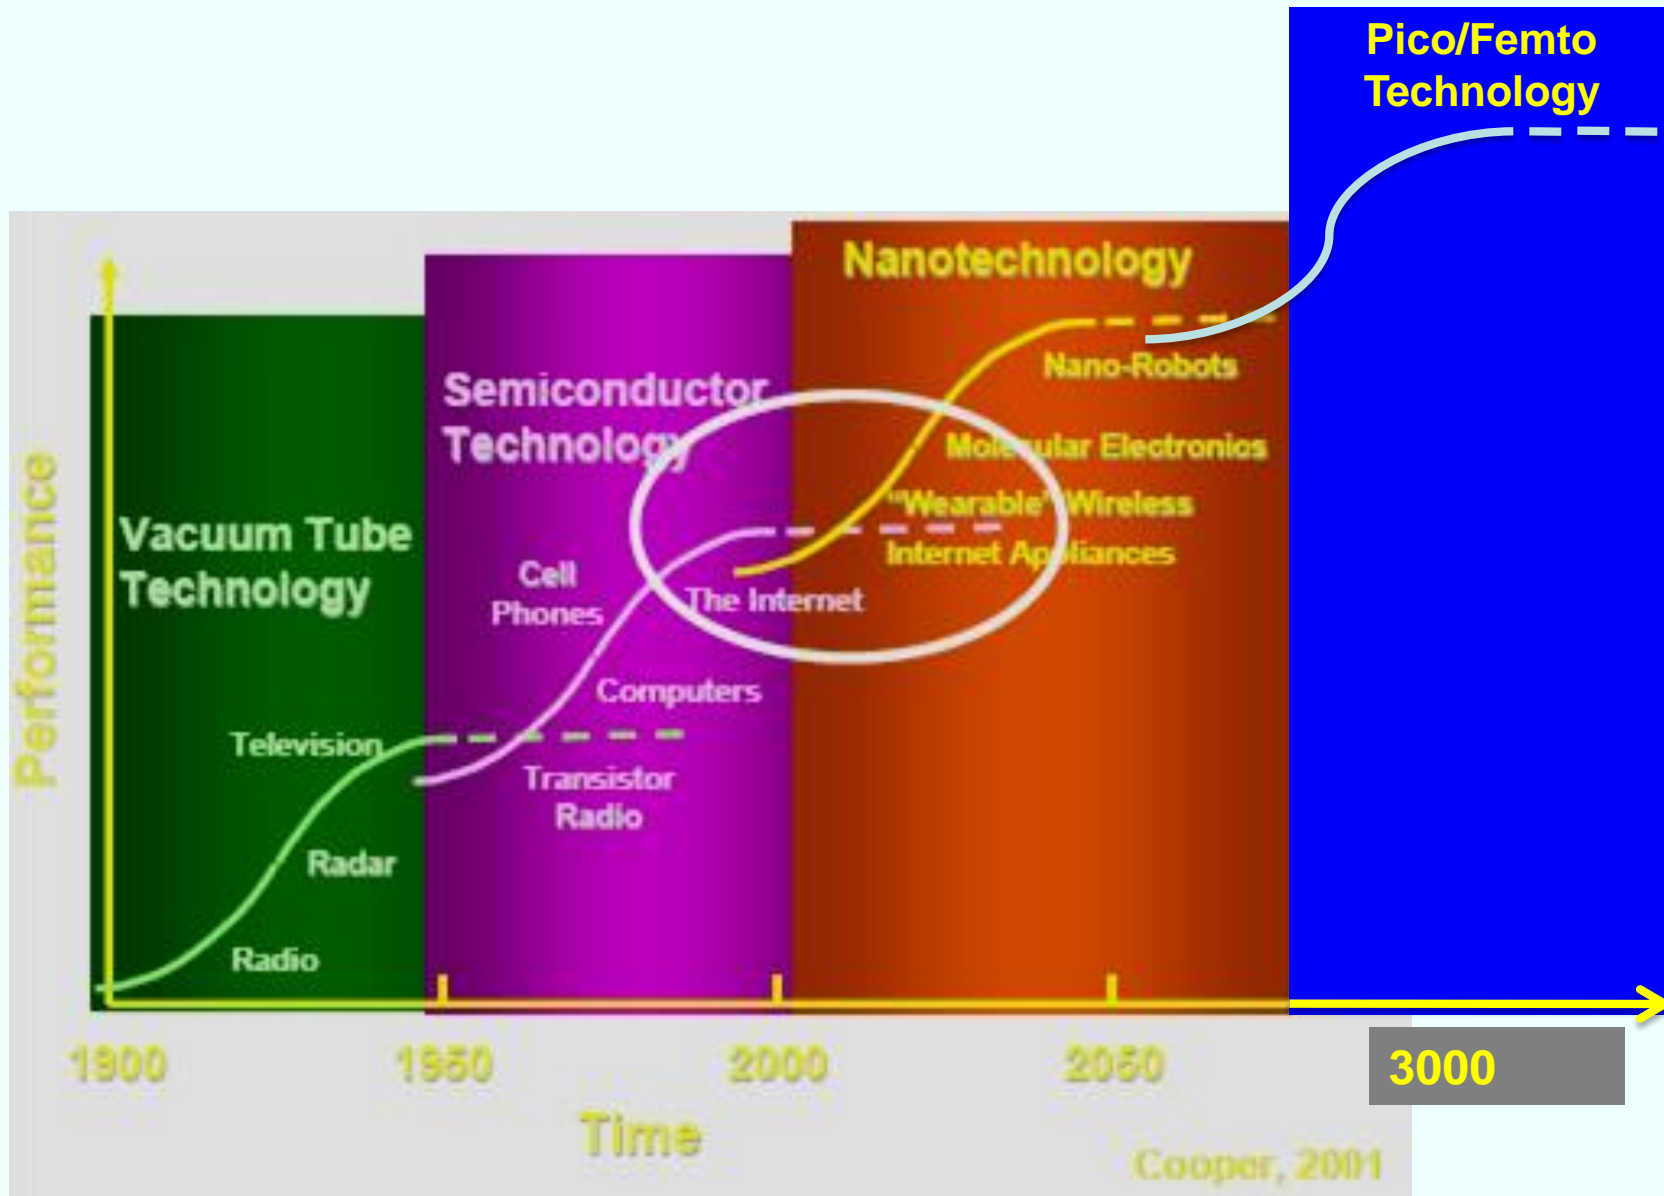 Pico/Femto
Technology
Nanotechnology
Nano-Robots
Semiconductor
Technology
Molecular Electronics
"Wearable" Wireless
Internet Appliances
Vacuum Tube
Technology
Cell
Phones
The Internet
Computers
Television
Transistor
Radio
Radar
Radio
Performance
1900
1950
2000
2050
3000
Time
Cooper, 2001